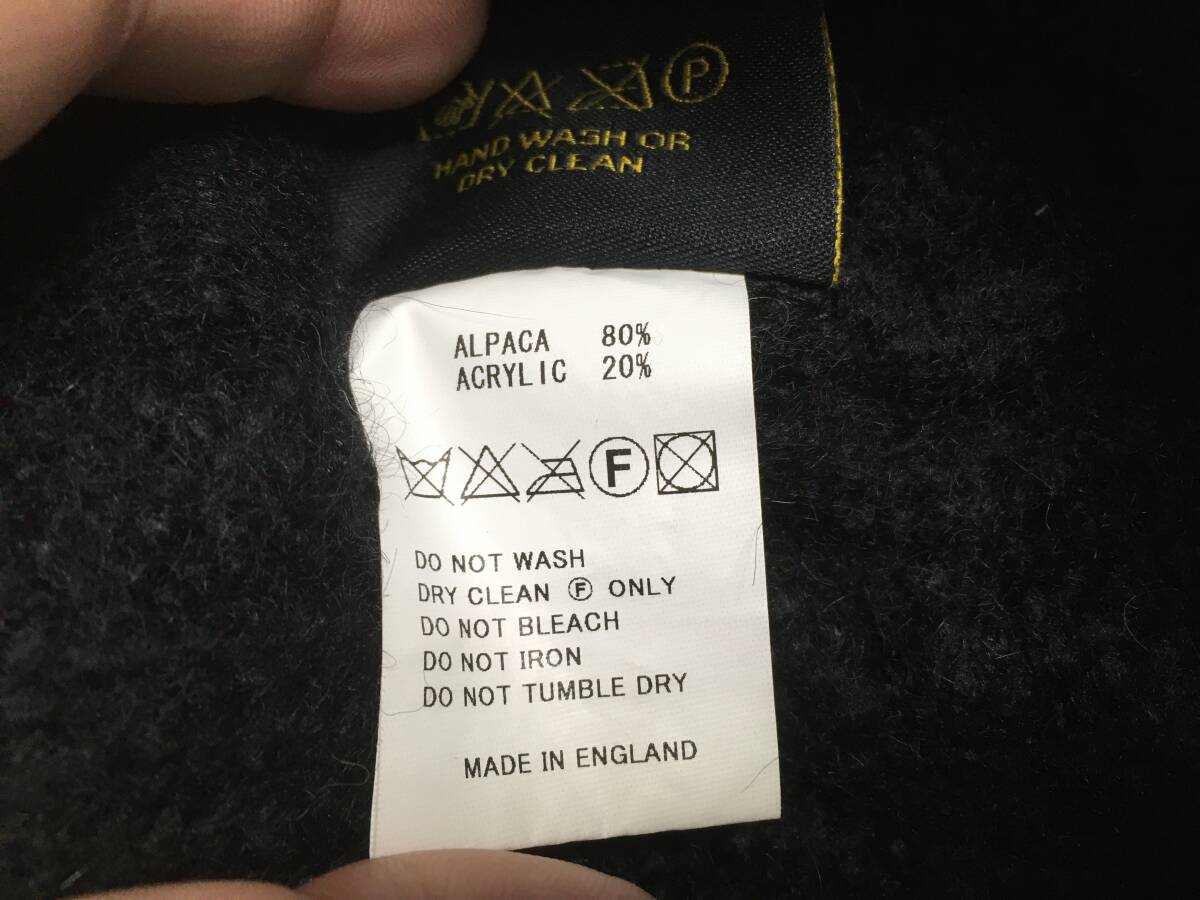 P
HAND WASH OR
DRY CLEAN
ALPACA 80%
ACRYLIC 20%
F
DO NOT WASH
DRY CLEAN Ⓕ ONLY
DO NOT BLEACH
DO NOT IRON
DO NOT TUMBLE DRY
MADE IN ENGLAND